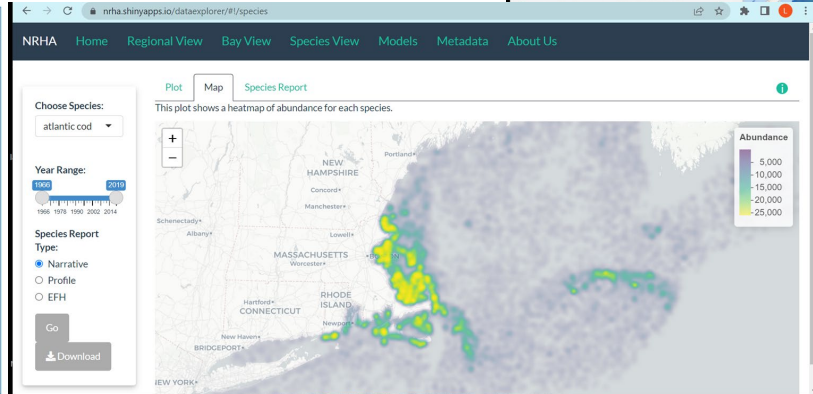 nrha.shinyapps.io/dataexplorer/#!/species
L
NRHA Home Regional View Bay View Species View Models Metadata About Us
Plot Map Species Report
This plot shows a heatmap of abundance for each species.
Choose Species:
atlantic cod
Year Range:
1966 2019
1966 1978 1990 2002 2014
Species Report
Type:
Narrative
Profile
EFH
Go
Download
+
−
Portland
NEW
HAMPSHIRE
Concord
Manchester
Schenectady
Albany
Lowell
MASSACHUSETTS
Worcester
Hartford
CONNECTICUT
RHODE
ISLAND
Newport
New Haven
BRIDGEPORT
EW YORK
Abundance
5,000
10,000
15,000
20,000
25,000